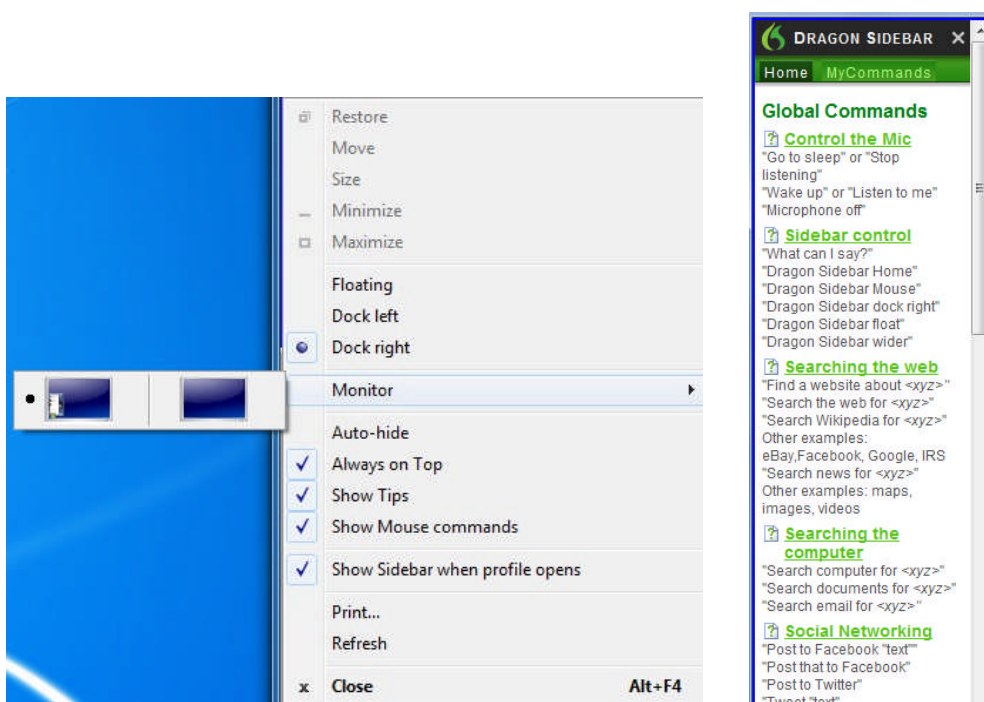 Restore
Move
Size
Minimize
Maximize
Floating
Dock left
Dock right
Monitor
Auto-hide
Always on Top
Show Tips
Show Mouse commands
Show Sidebar when profile opens
Print...
Refresh
x Close Alt+F4
DRAGON SIDEBAR
Home MyCommands
Global Commands
Control the Mic
"Go to sleep" or "Stop
listening"
"Wake up" or "Listen to me"
"Microphone off"
Sidebar control
"What can I say?"
"Dragon Sidebar Home"
"Dragon Sidebar Mouse"
"Dragon Sidebar dock right"
"Dragon Sidebar float"
"Dragon Sidebar wider"
Searching the web
"Find a website about <xyz>"
"Search the web for <xyz>"
"Search Wikipedia for <xyz>"
Other examples:
eBay,Facebook, Google, IRS
"Search news for <xyz>"
Other examples: maps,
images, videos
Searching the
computer
"Search computer for <xyz>"
"Search documents for <xyz>"
"Search email for <xyz>"
Social Networking
"Post to Facebook "text""
"Post that to Facebook"
"Post to Twitter"
"Tweet "text"